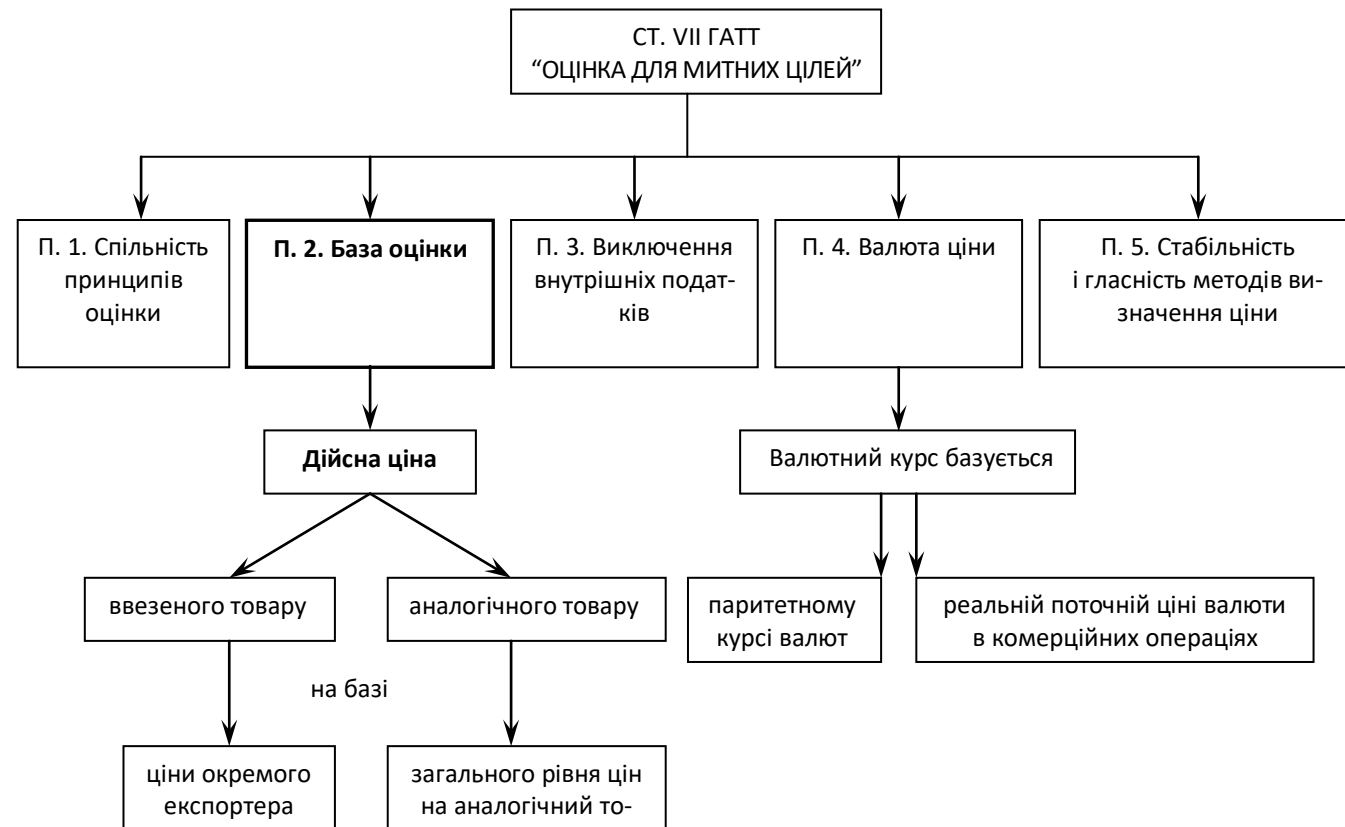 СТ. VII ГАТТ
“ОЦІНКА ДЛЯ МИТНИХ ЦІЛЕЙ”
П. 1. Спільність
принципів
оцінки
П. 2. База оцінки
П. 3. Виключення
внутрішніх подат-
ків
П. 4. Валюта ціни
П. 5. Стабільність
і гласність методів ви-
значення ціни
Дійсна ціна
Валютний курс базується
ввезеного товару
аналогічного товару
паритетному
курсі валют
реальній поточній ціні валюти
в комерційних операціях
на базі
ціни окремого
експортера
загального рівня цін
на аналогічний то-